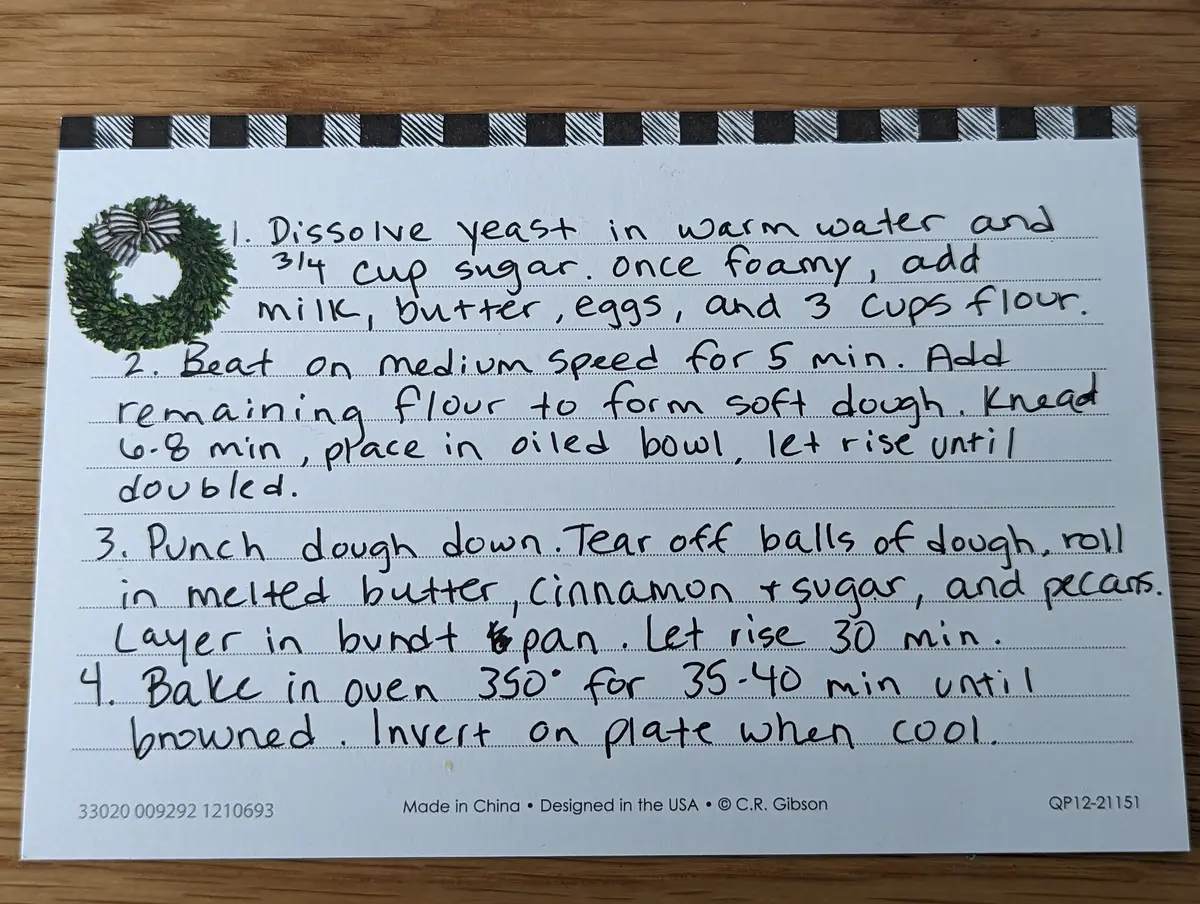 1. Dissolve yeast in warm water and
3/4 cup sugar. Once foamy, add
milk, butter, eggs, and 3 cups flour.
2. Beat on medium speed for 5 min. Add
remaining flour to form soft dough. Knead
6-8 min, place in oiled bowl, let rise until
doubled.
3. Punch dough down. Tear off balls of dough, roll
in melted butter, cinnamon + sugar, and pecans.
Layer in bundt pan. Let rise 30 min.
4. Bake in oven 350° for 35-40 min until
browned. Invert on plate when cool.
33020 009292 1210693
Made in China • Designed in the USA • © C.R. Gibson
QP12-21151